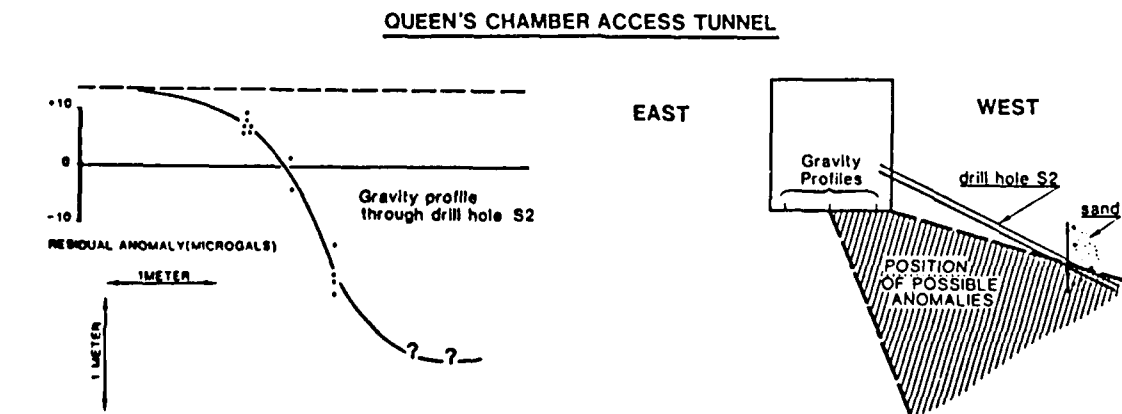 QUEEN'S CHAMBER ACCESS TUNNEL
+10
0
-10
RESIDUAL ANOMALY(MICROGALS)
1METER
1 METER
Gravity profile
through drill hole S2
? ?
EAST
WEST
Gravity
Profiles
drill hole S2
sand
POSITION
OF POSSIBLE
ANOMALIES